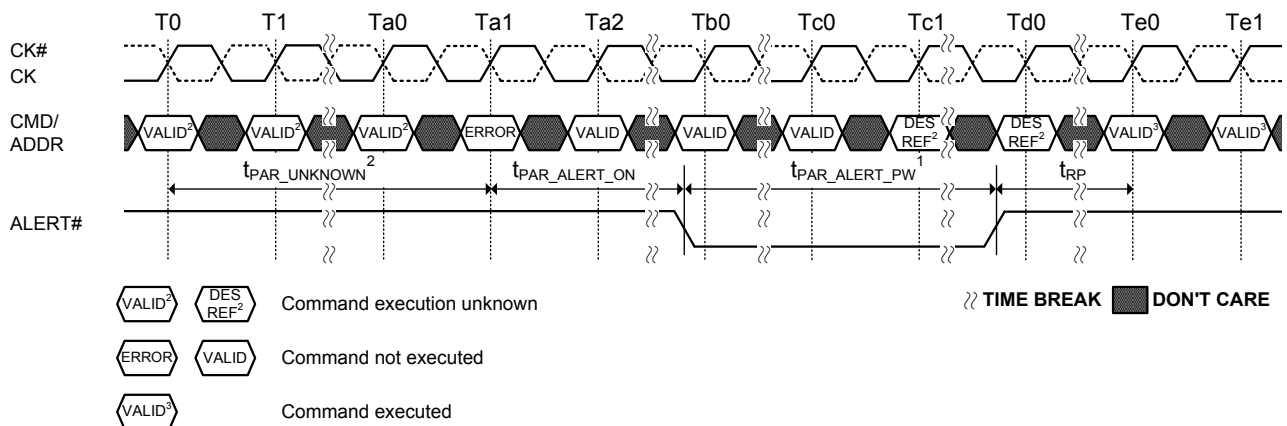 T0 T1 Ta0 Ta1 Ta2 Tb0 Tc0 Tc1 Td0 Te0 Te1
CK#
CK
CMD/
ADDR
VALID² VALID² VALID² ERROR VALID VALID VALID DES REF² DES REF² VALID³ VALID³
tPAR_UNKNOWN² tPAR_ALERT_ON tPAR_ALERT_PW¹ tRP
ALERT#
VALID² DES REF² Command execution unknown
TIME BREAK DON'T CARE
ERROR VALID Command not executed
VALID³ Command executed